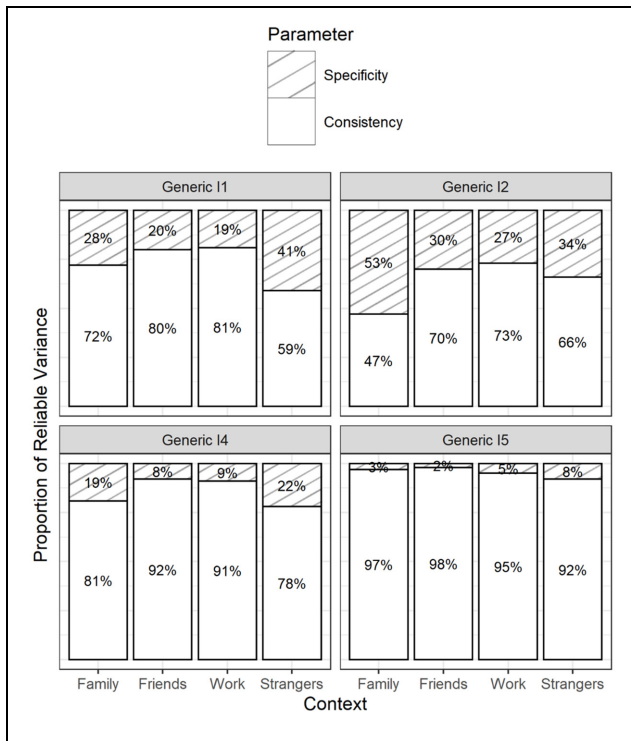 Parameter
Specificity
Consistency
Proportion of Reliable Variance
Generic I1
28% 20% 19% 41%
72% 80% 81% 59%
Generic I2
53% 30% 27% 34%
47% 70% 73% 66%
Generic I4
19% 8% 9% 22%
81% 92% 91% 78%
Generic I5
3% 2% 5% 8%
97% 98% 95% 92%
Family Friends Work Strangers
Family Friends Work Strangers
Context